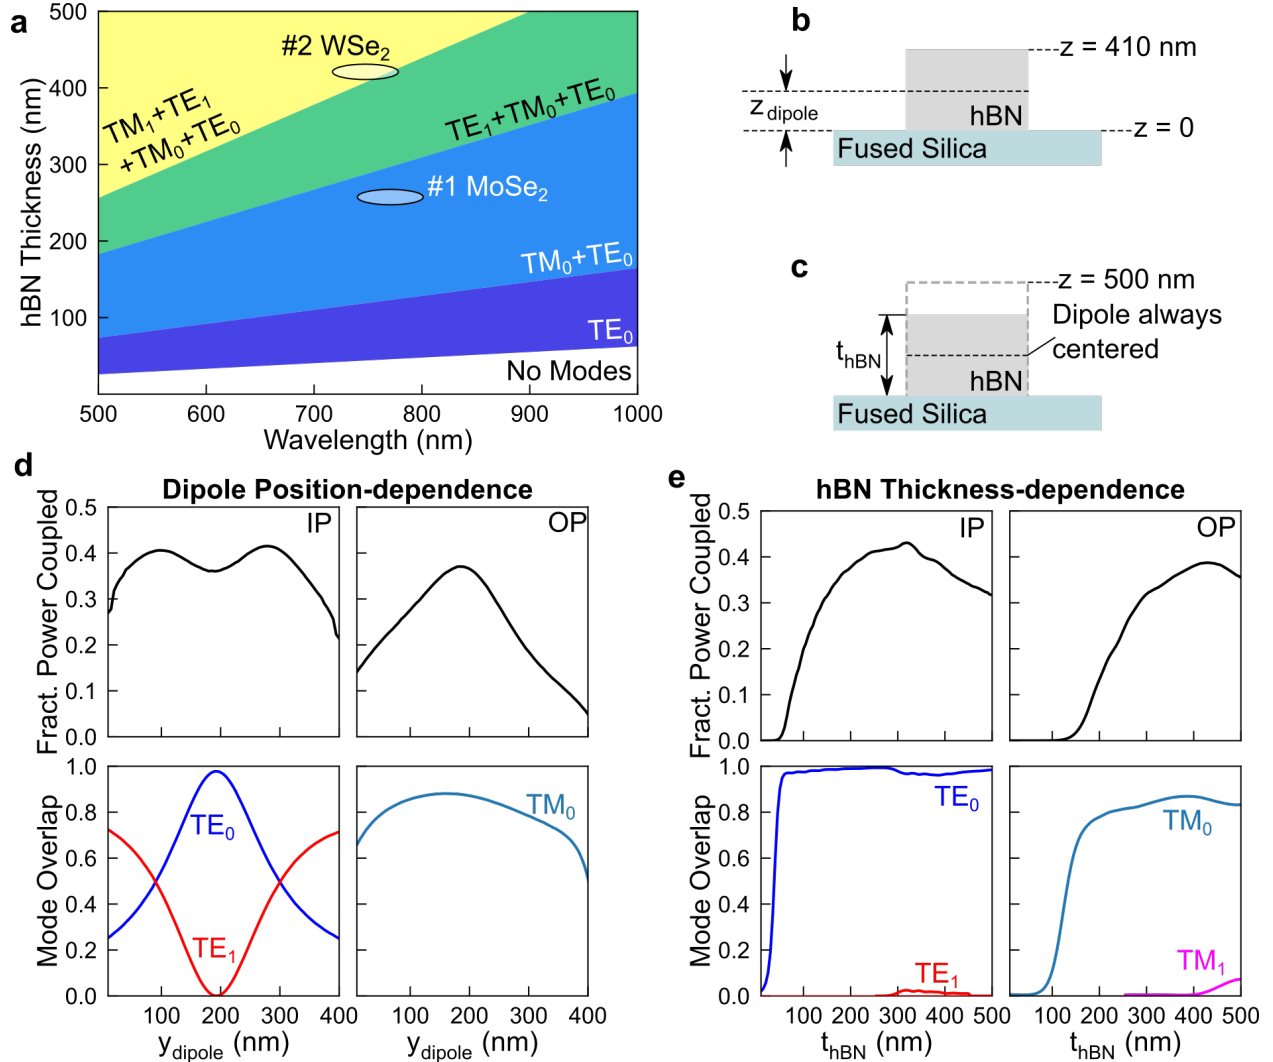 a
500
400
300
200
100
hBN Thickness (nm)
#2 WSe₂
TM₁+TE₁
+TM₀+TE₀
TE₁+TM₀+TE₀
#1 MoSe₂
TM₀+TE₀
TE₀
No Modes
500 600 700 800 900 1000
Wavelength (nm)
b
z = 410 nm
z dipole
hBN
z = 0
Fused Silica
c
z = 500 nm
Dipole always
centered
t hBN
hBN
Fused Silica
d
Dipole Position-dependence
IP
OP
0.5
0.4
0.3
0.2
0.1
0.0
Fract. Power Coupled
1.0
0.8
0.6
0.4
0.2
0.0
Mode Overlap
TE₀
TE₁
TM₀
100 200 300 400
100 200 300 400
y dipole (nm)
y dipole (nm)
e
hBN Thickness-dependence
IP
OP
0.5
0.4
0.3
0.2
0.1
0.0
Fract. Power Coupled
1.0
0.8
0.6
0.4
0.2
0.0
Mode Overlap
TE₀
TE₁
TM₀
TM₁
100 200 300 400 500
100 200 300 400 500
t hBN (nm)
t hBN (nm)